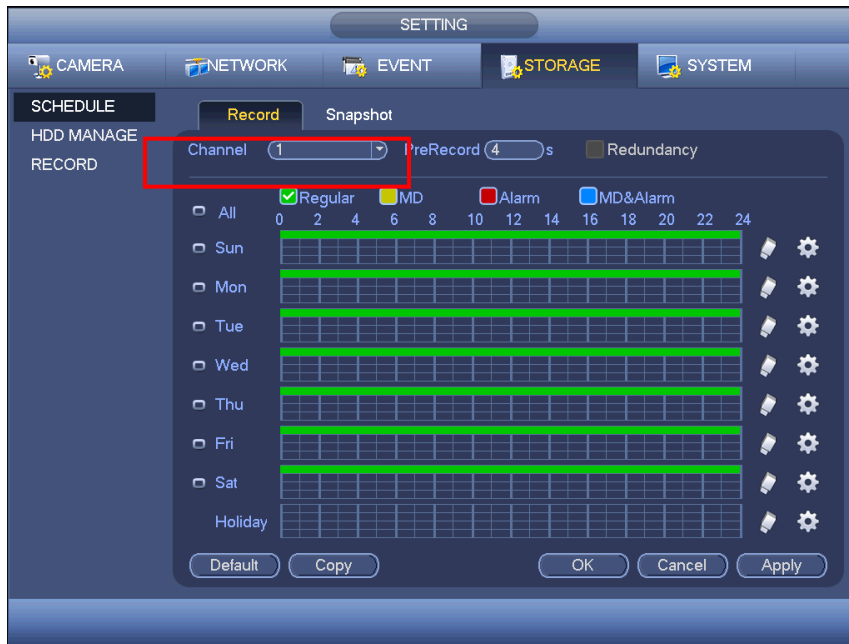 SETTING
CAMERA NETWORK EVENT STORAGE SYSTEM
SCHEDULE
HDD MANAGE
RECORD
Record Snapshot
Channel 1 PreRecord 4 s Redundancy
All Regular MD Alarm MD&Alarm
0 2 4 6 8 10 12 14 16 18 20 22 24
Sun
Mon
Tue
Wed
Thu
Fri
Sat
Holiday
Default Copy OK Cancel Apply